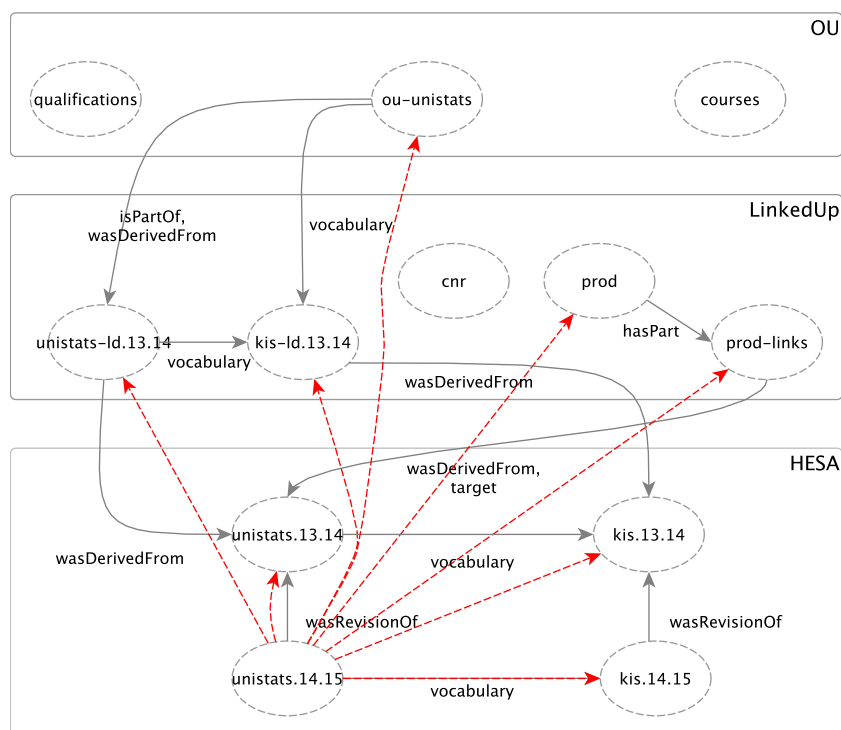 OU
qualifications
ou-unistats
courses
LinkedUp
isPartOf,
wasDerivedFrom
vocabulary
cnr
prod
hasPart
unistats-ld.13.14
vocabulary
kis-ld.13.14
prod-links
wasDerivedFrom
HESA
wasDerivedFrom,
target
unistats.13.14
kis.13.14
wasDerivedFrom
vocabulary
wasRevisionOf
wasRevisionOf
unistats.14.15
kis.14.15
vocabulary